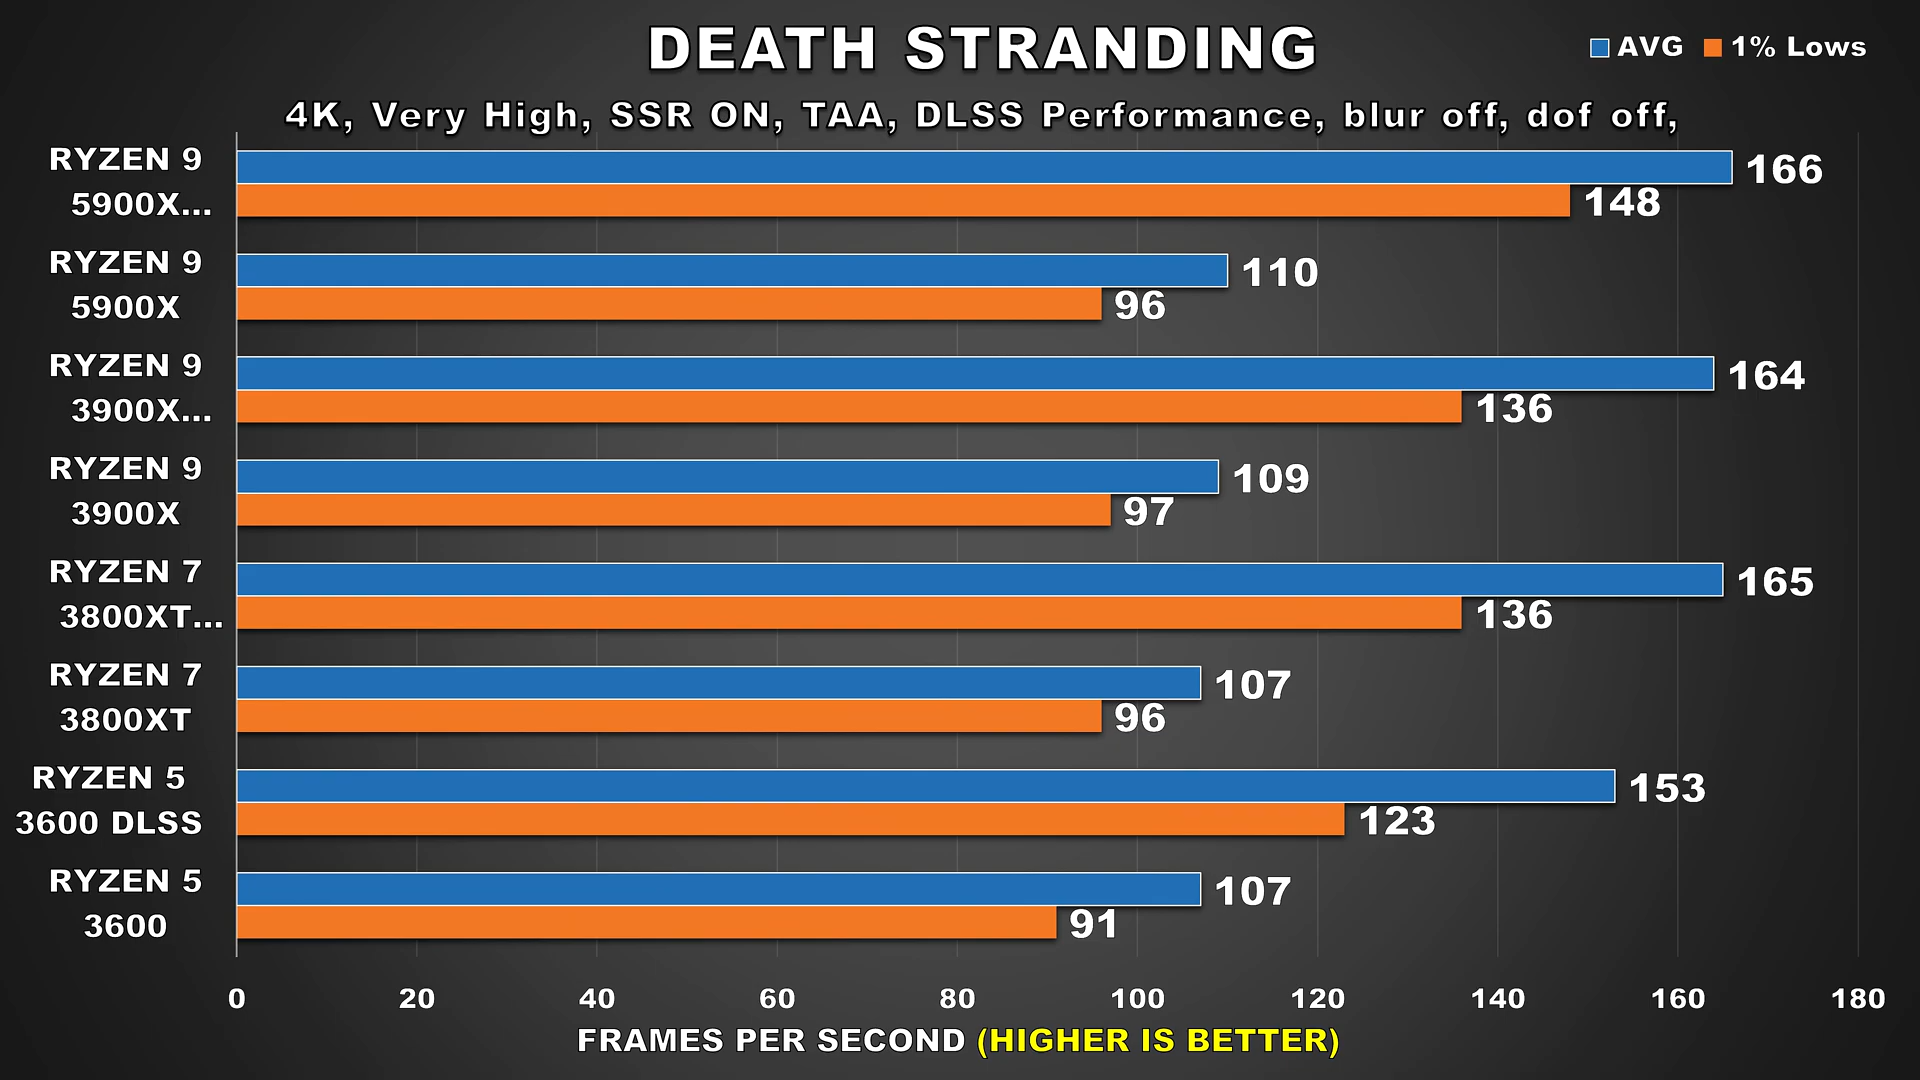 DEATH STRANDING
AVG 1% Lows
4K, Very High, SSR ON, TAA, DLSS Performance, blur off, dof off,
RYZEN 9
5900X...
166
148
RYZEN 9
5900X
110
96
RYZEN 9
3900X...
164
136
RYZEN 9
3900X
109
97
RYZEN 7
3800XT...
165
136
RYZEN 7
3800XT
107
96
RYZEN 5
3600 DLSS
153
123
RYZEN 5
3600
107
91
0 20 40 60 80 100 120 140 160 180
FRAMES PER SECOND (HIGHER IS BETTER)